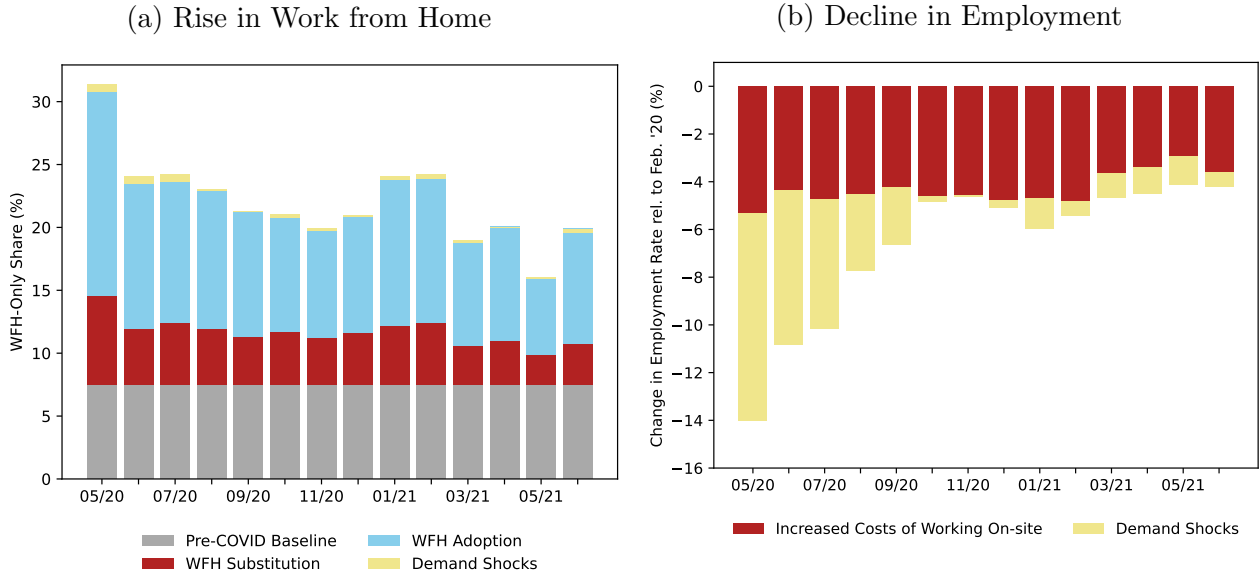 (a) Rise in Work from Home
WFH-Only Share (%)
30
25
20
15
10
5
0
05/20 07/20 09/20 11/20 01/21 03/21 05/21
Pre-COVID Baseline
WFH Substitution
WFH Adoption
Demand Shocks
(b) Decline in Employment
Change in Employment Rate rel. to Feb. '20 (%)
0
−2
−4
−6
−8
−10
−12
−14
−16
05/20 07/20 09/20 11/20 01/21 03/21 05/21
Increased Costs of Working On-site
Demand Shocks